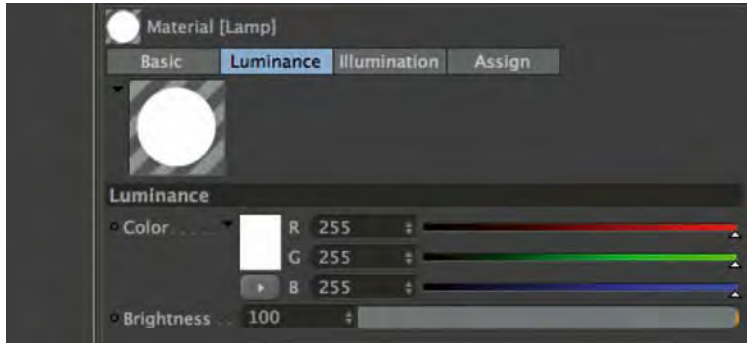 Material [Lamp]
Basic Luminance Illumination Assign
Luminance
Color . . . . R 255
G 255
B 255
Brightness . . 100